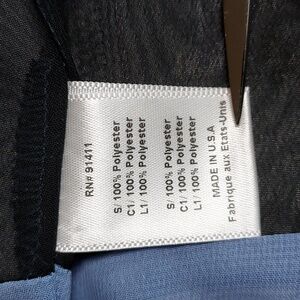 RN# 91411
S/ 100% Polyester
C1/ 100% Polyester
L1/ 100% Polyester
S/ 100% Polyester
C1/ 100% Polyester
L1/ 100% Polyester
MADE IN U.S.A
Fabrique aux Etats-Unis